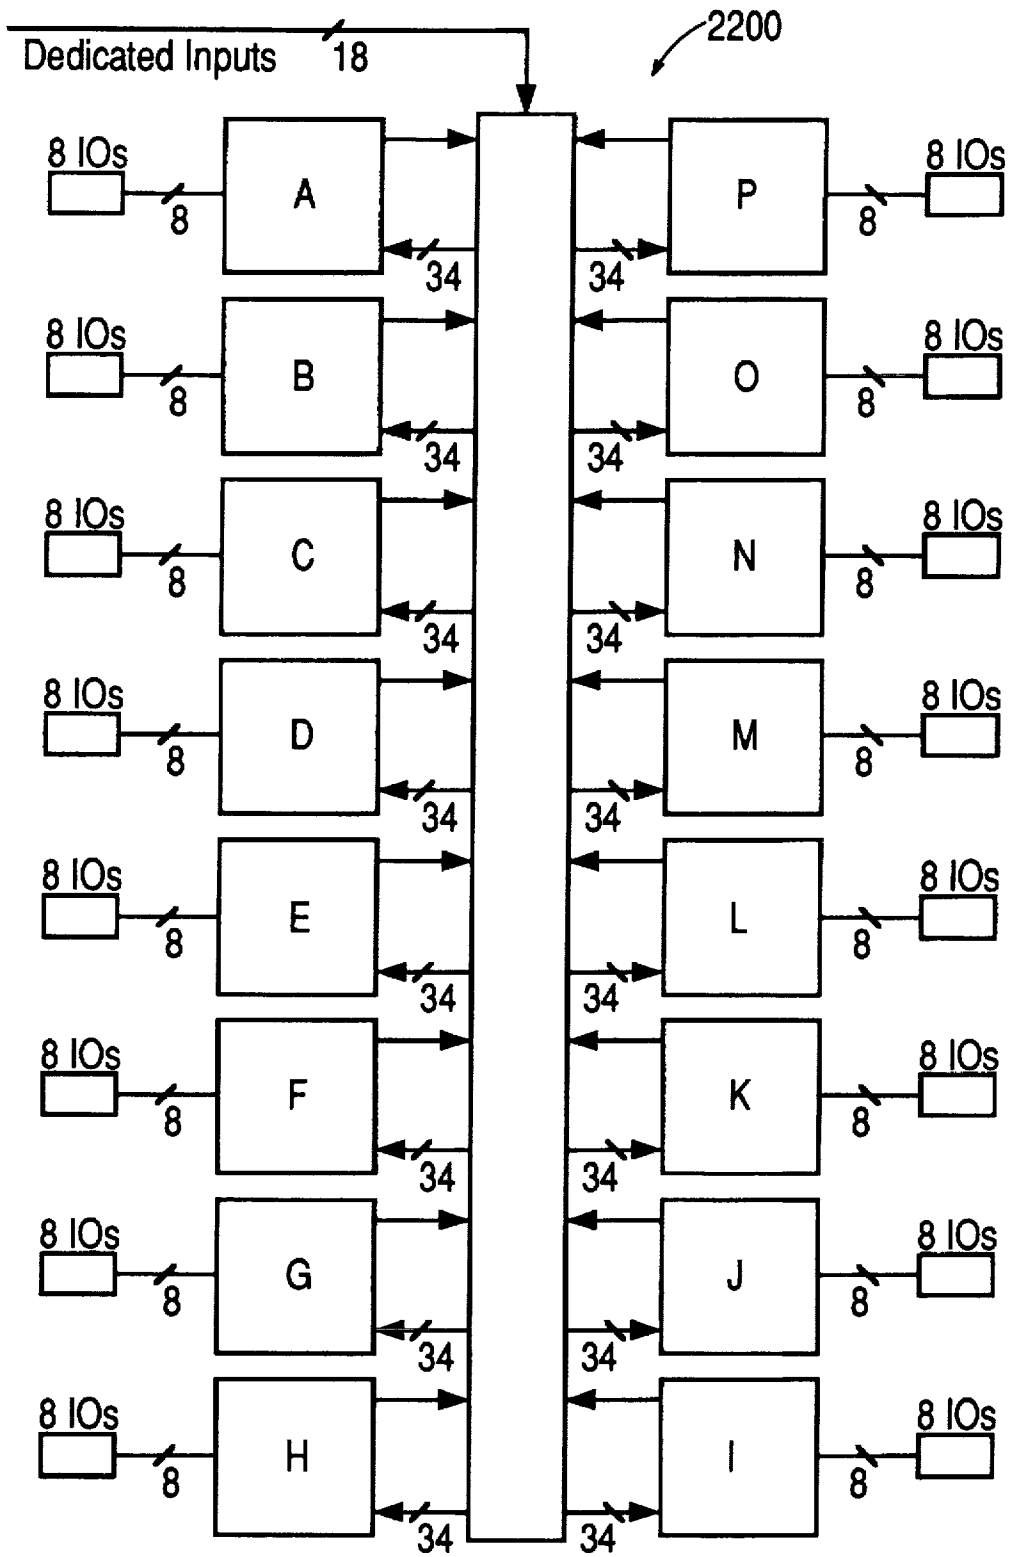 2200
Dedicated Inputs 18
8 IOs 8 A 34 34 P 8 8 IOs
8 IOs 8 B 34 34 O 8 8 IOs
8 IOs 8 C 34 34 N 8 8 IOs
8 IOs 8 D 34 34 M 8 8 IOs
8 IOs 8 E 34 34 L 8 8 IOs
8 IOs 8 F 34 34 K 8 8 IOs
8 IOs 8 G 34 34 J 8 8 IOs
8 IOs 8 H 34 34 I 8 8 IOs